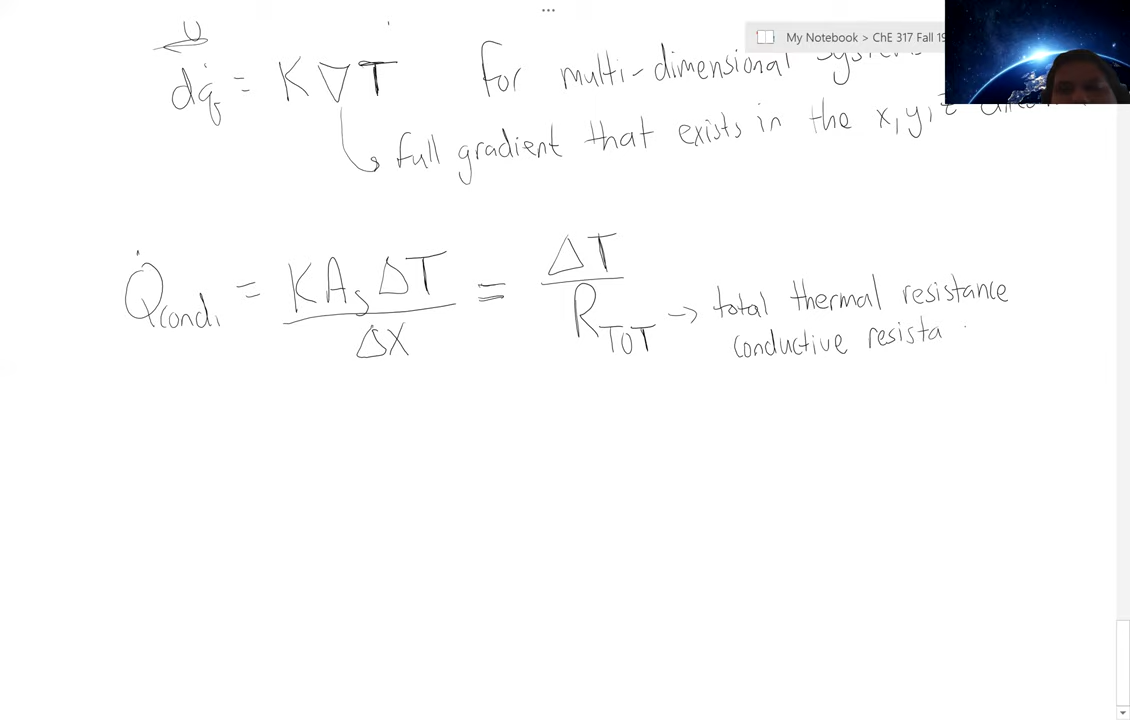 My Notebook > ChE 317 Fall 19
dq̇ = K∇T for multi-dimensional systems
full gradient that exists in the x, y, z
Q̇cond. = KAsΔT / Δx = ΔT / RTOT → total thermal resistance
conductive resista